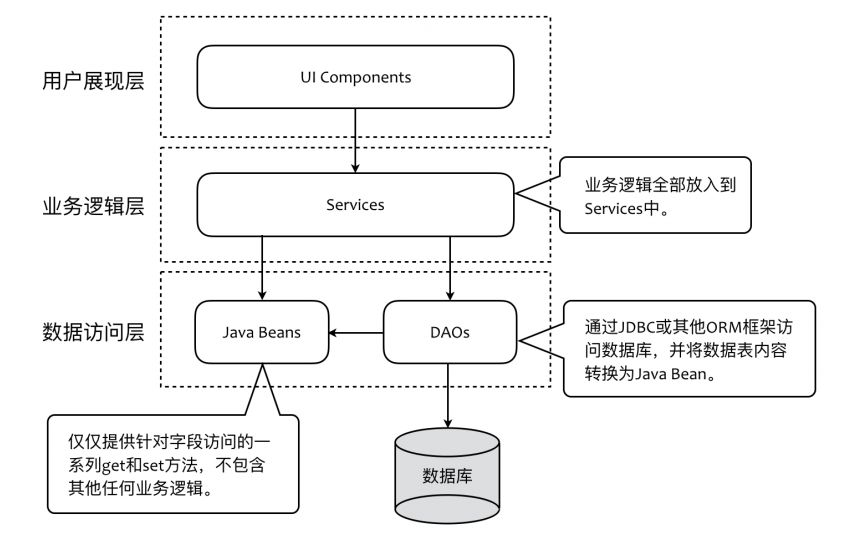 用户展现层
UI Components
业务逻辑层
Services
业务逻辑全部放入到
Services中。
数据访问层
Java Beans
DAOs
通过JDBC或其他ORM框架访
问数据库，并将数据表内容
转换为Java Bean。
仅仅提供针对字段访问的一
系列get和set方法，不包含
其他任何业务逻辑。
数据库